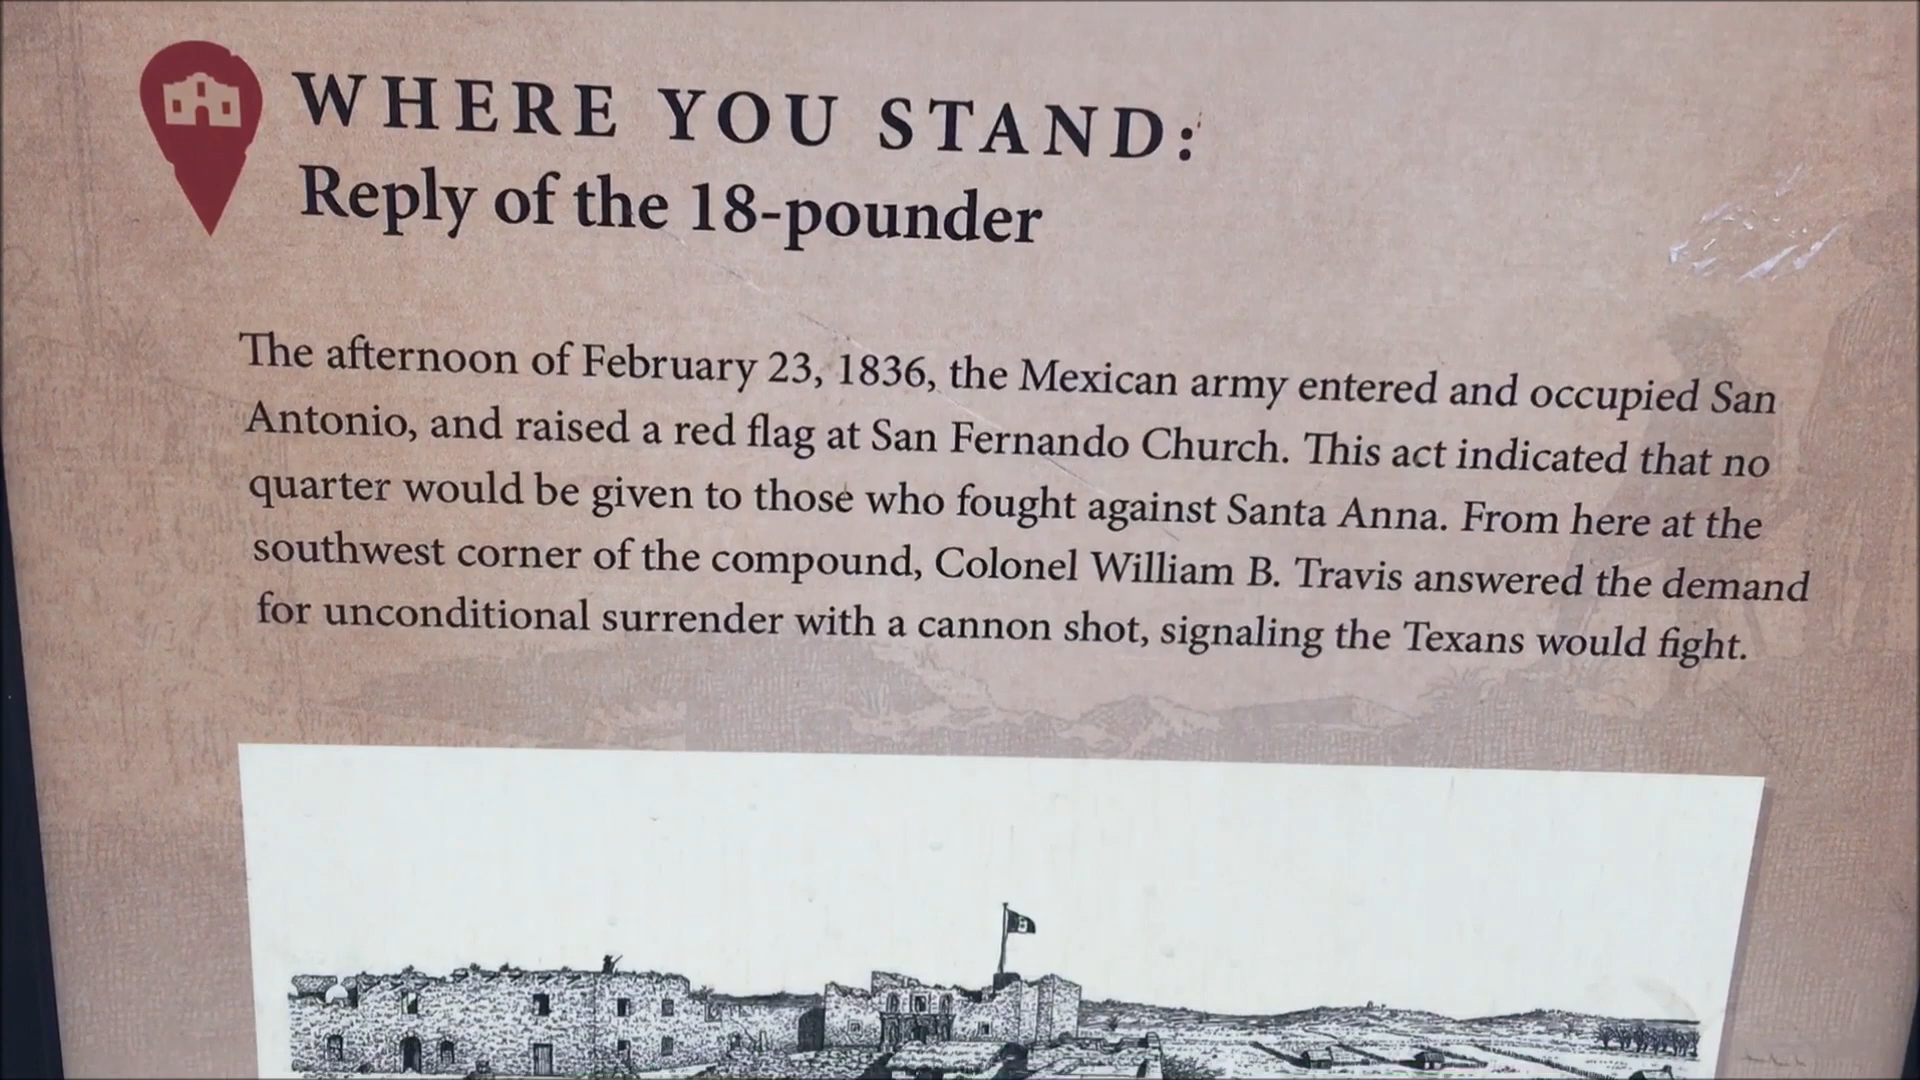 WHERE YOU STAND:
Reply of the 18-pounder
The afternoon of February 23, 1836, the Mexican army entered and occupied San
Antonio, and raised a red flag at San Fernando Church. This act indicated that no
quarter would be given to those who fought against Santa Anna. From here at the
southwest corner of the compound, Colonel William B. Travis answered the demand
for unconditional surrender with a cannon shot, signaling the Texans would fight.